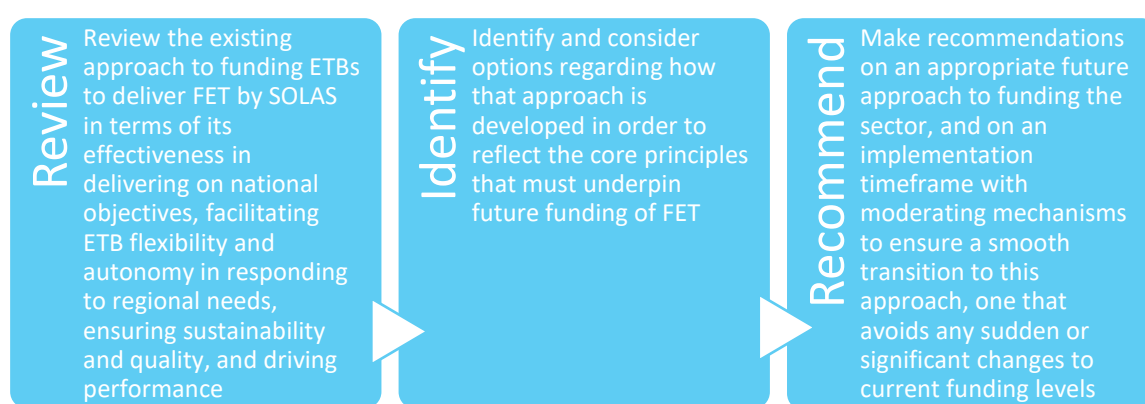 Review
Review the existing
approach to funding ETBs
to deliver FET by SOLAS
in terms of its
effectiveness in
delivering on national
objectives, facilitating
ETB flexibility and
autonomy in responding
to regional needs,
ensuring sustainability
and quality, and driving
performance
Identify
Identify and consider
options regarding how
that approach is
developed in order to
reflect the core principles
that must underpin
future funding of FET
Recommend
Make recommendations
on an appropriate future
approach to funding the
sector, and on an
implementation
timeframe with
moderating mechanisms
to ensure a smooth
transition to this
approach, one that
avoids any sudden or
significant changes to
current funding levels